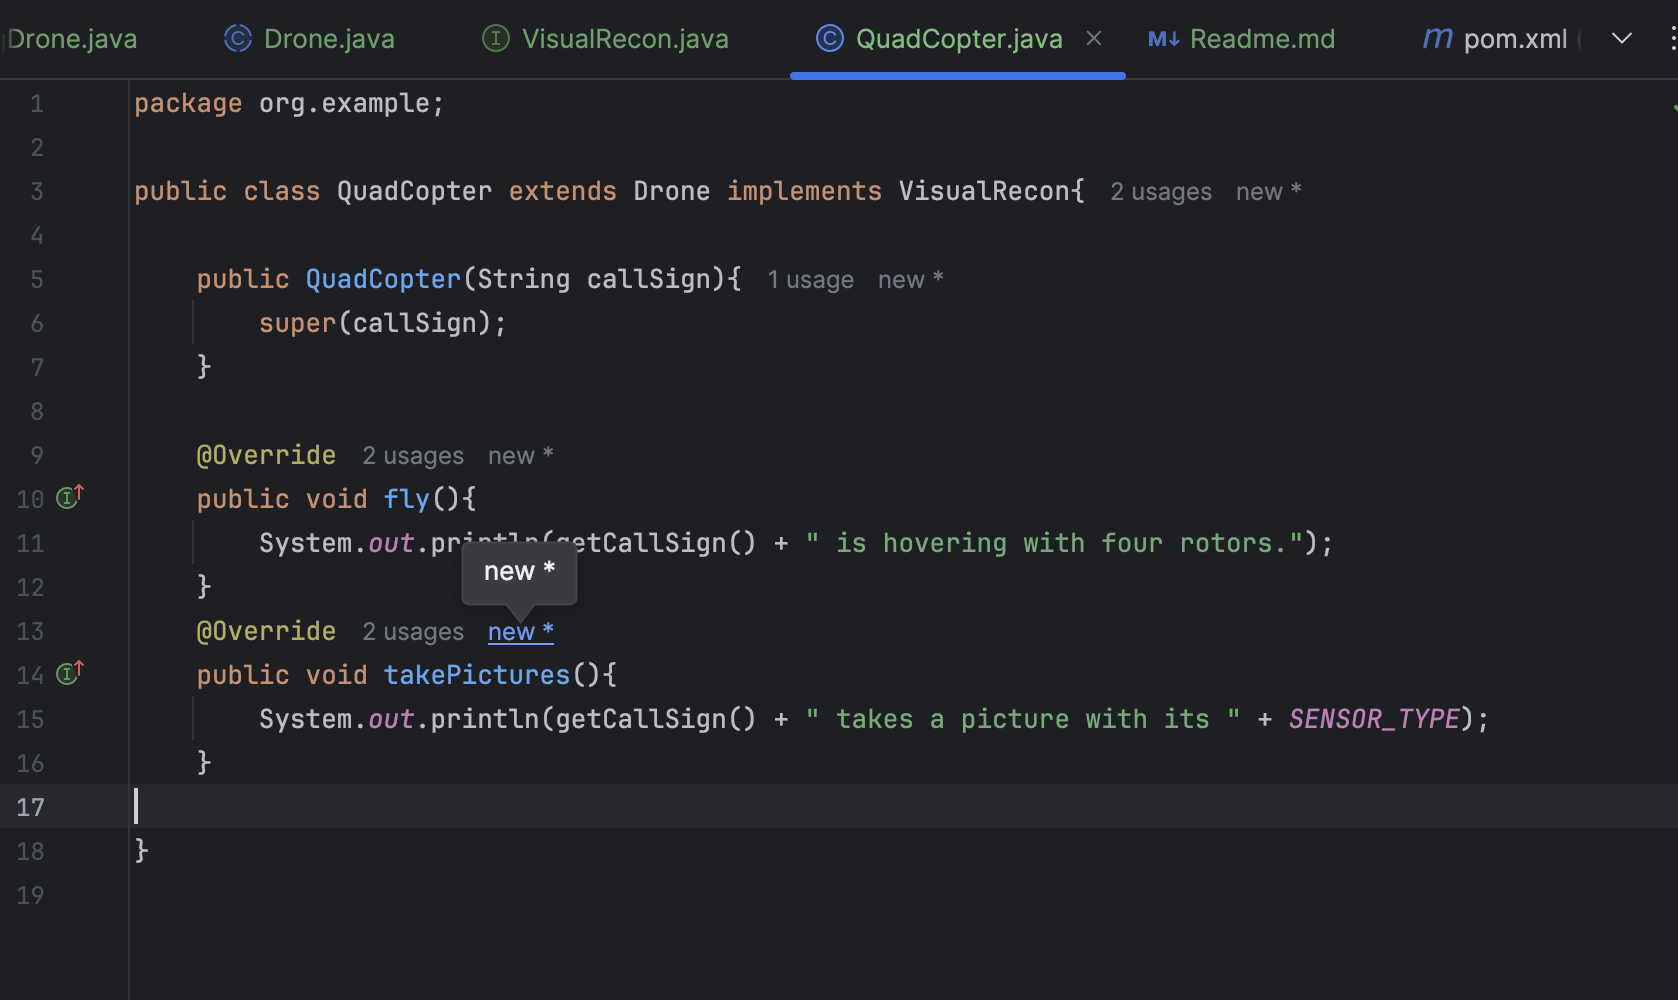 Drone.java Drone.java VisualRecon.java QuadCopter.java Readme.md m pom.xml
1 package org.example;
2
3 public class QuadCopter extends Drone implements VisualRecon{ 2 usages new *
4
5 public QuadCopter(String callSign){ 1 usage new *
6 super(callSign);
7 }
8
9 @Override 2 usages new *
10 public void fly(){
11 System.out.println(getCallSign() + " is hovering with four rotors.");
new *
12 }
13 @Override 2 usages new *
14 public void takePictures(){
15 System.out.println(getCallSign() + " takes a picture with its " + SENSOR_TYPE);
16 }
17
18 }
19